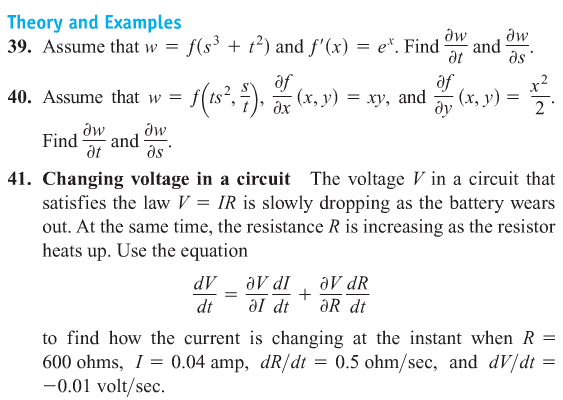 Theory and Examples
39. Assume that w = f(s³ + t²) and f′(x) = eˣ. Find ∂w/∂t and ∂w/∂s.
40. Assume that w = f(ts², s/t), ∂f/∂x (x, y) = xy, and ∂f/∂y (x, y) = x²/2.
Find ∂w/∂t and ∂w/∂s.
41. Changing voltage in a circuit The voltage V in a circuit that
satisfies the law V = IR is slowly dropping as the battery wears
out. At the same time, the resistance R is increasing as the resistor
heats up. Use the equation
dV/dt = ∂V/∂I dI/dt + ∂V/∂R dR/dt
to find how the current is changing at the instant when R =
600 ohms, I = 0.04 amp, dR/dt = 0.5 ohm/sec, and dV/dt =
−0.01 volt/sec.